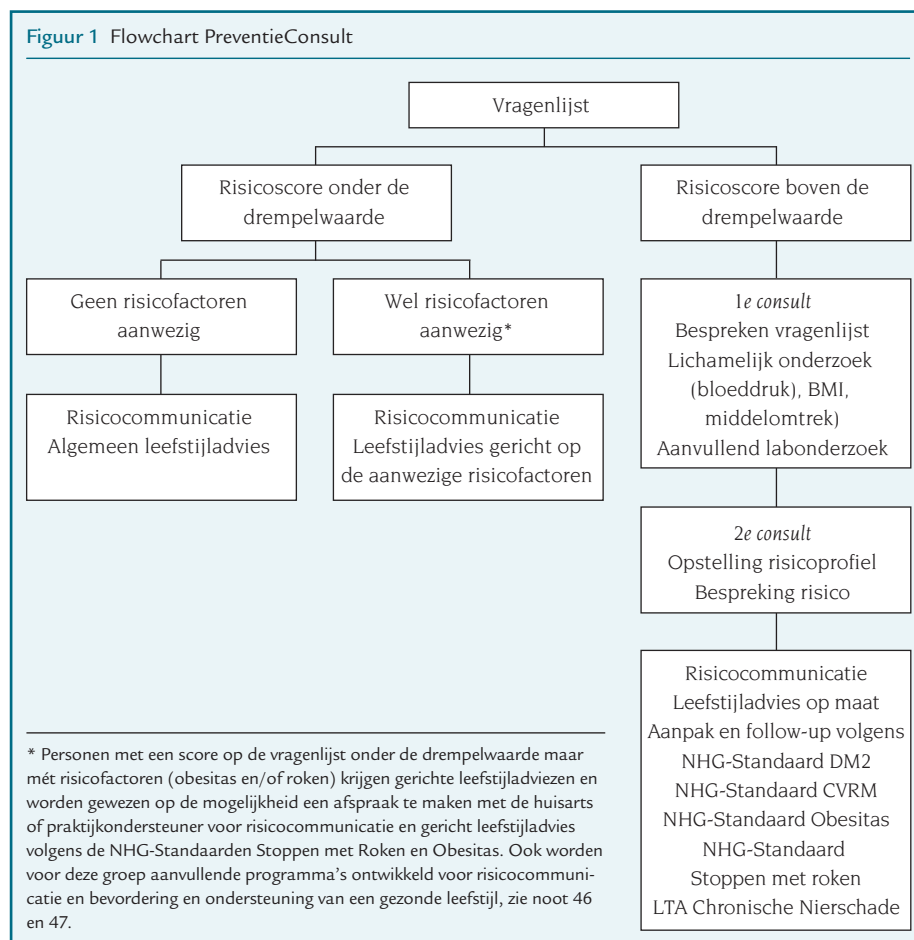 Figuur 1 Flowchart PreventieConsult
Vragenlijst
Risicoscore onder de
drempelwaarde
Risicoscore boven de
drempelwaarde
Geen risicofactoren
aanwezig
Wel risicofactoren
aanwezig*
1e consult
Bespreken vragenlijst
Lichamelijk onderzoek
(bloeddruk), BMI,
middelomtrek)
Aanvullend labonderzoek
Risicocommunicatie
Algemeen leefstijladvies
Risicocommunicatie
Leefstijladvies gericht op
de aanwezige risicofactoren
2e consult
Opstelling risicoprofiel
Bespreking risico
Risicocommunicatie
Leefstijladvies op maat
Aanpak en follow-up volgens
NHG-Standaard DM2
NHG-Standaard CVRM
NHG-Standaard Obesitas
NHG-Standaard
Stoppen met roken
LTA Chronische Nierschade
* Personen met een score op de vragenlijst onder de drempelwaarde maar
mét risicofactoren (obesitas en/of roken) krijgen gerichte leefstijladviezen en
worden gewezen op de mogelijkheid een afspraak te maken met de huisarts
of praktijkondersteuner voor risicocommunicatie en gericht leefstijladvies
volgens de NHG-Standaarden Stoppen met Roken en Obesitas. Ook worden
voor deze groep aanvullende programma's ontwikkeld voor risicocommuni-
catie en bevordering en ondersteuning van een gezonde leefstijl, zie noot 46
en 47.